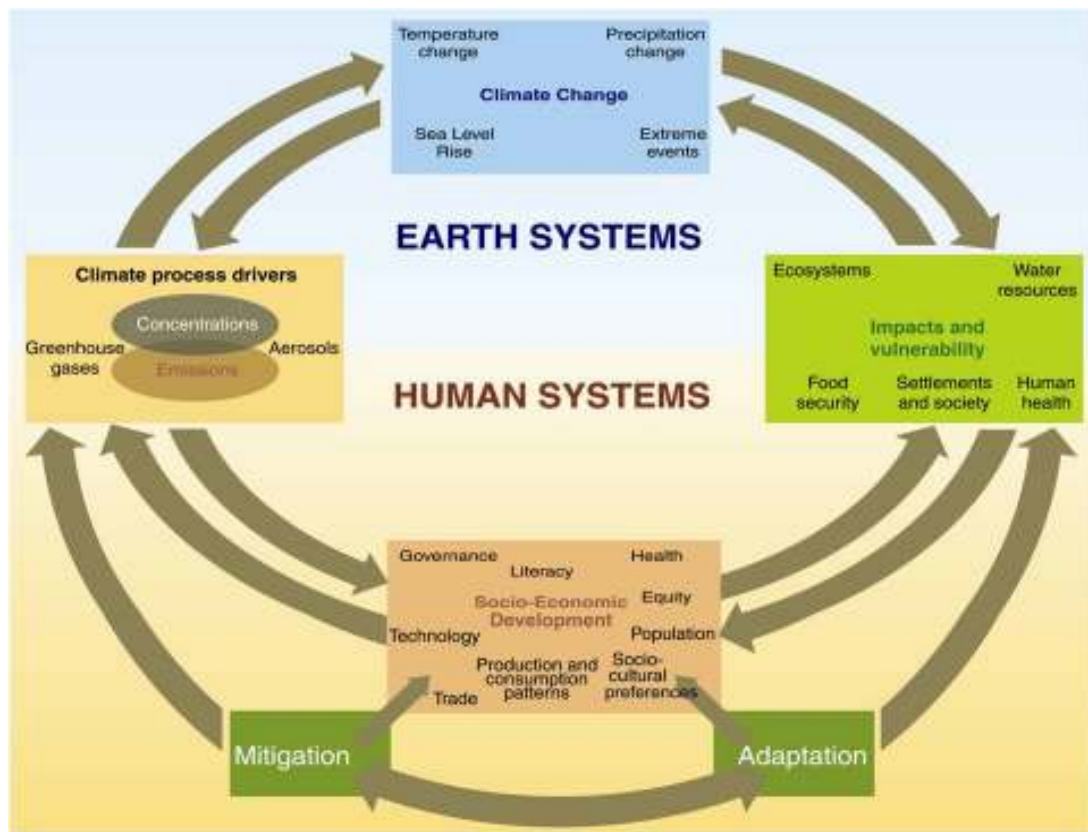 Temperature
change
Precipitation
change
Climate Change
Sea Level
Rise
Extreme
events
EARTH SYSTEMS
Climate process drivers
Concentrations
Greenhouse
gases
Aerosols
Emissions
Ecosystems
Water
resources
Impacts and
vulnerability
Food
security
Settlements
and society
Human
health
HUMAN SYSTEMS
Governance
Literacy
Health
Socio-Economic
Development
Equity
Technology
Population
Production and
consumption
patterns
Socio-
cultural
preferences
Trade
Mitigation
Adaptation